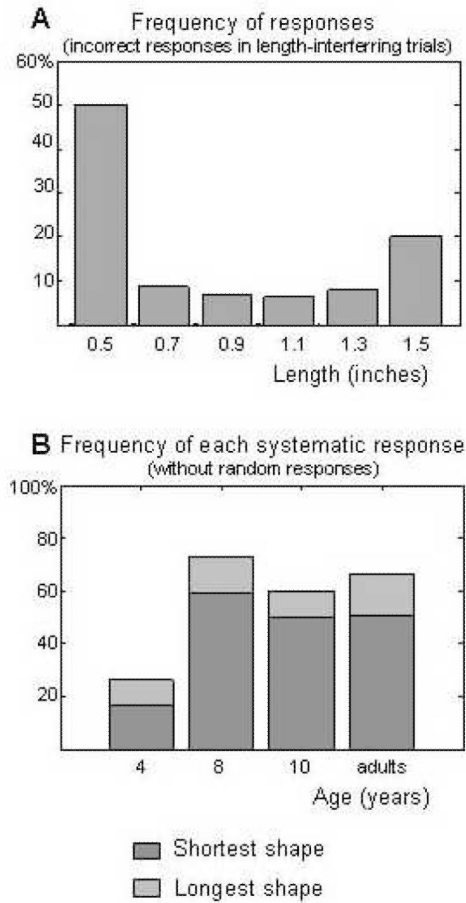 A Frequency of responses
(incorrect responses in length-interferring trials)
60%
50
40
30
20
10
0.5 0.7 0.9 1.1 1.3 1.5
Length (inches)
B Frequency of each systematic response
(without random responses)
100%
80
60
40
20
4 8 10 adults
Age (years)
Shortest shape
Longest shape